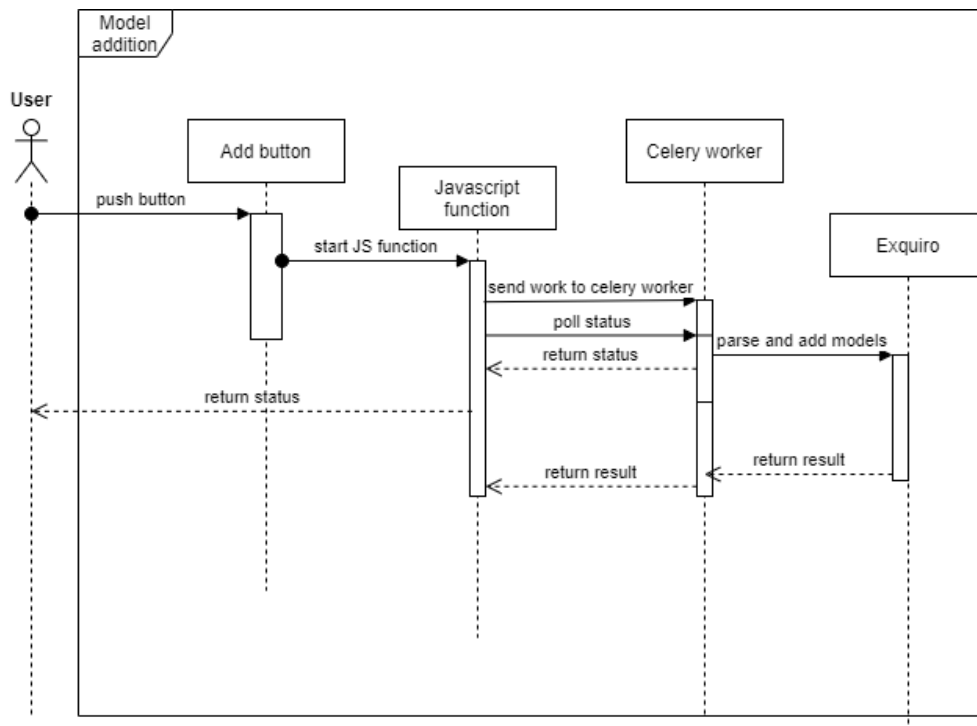 Model
addition
User
Add button
Celery worker
Javascript
function
push button
Exquiro
start JS function
send work to celery worker
poll status
parse and add models
return status
return status
return result
return result